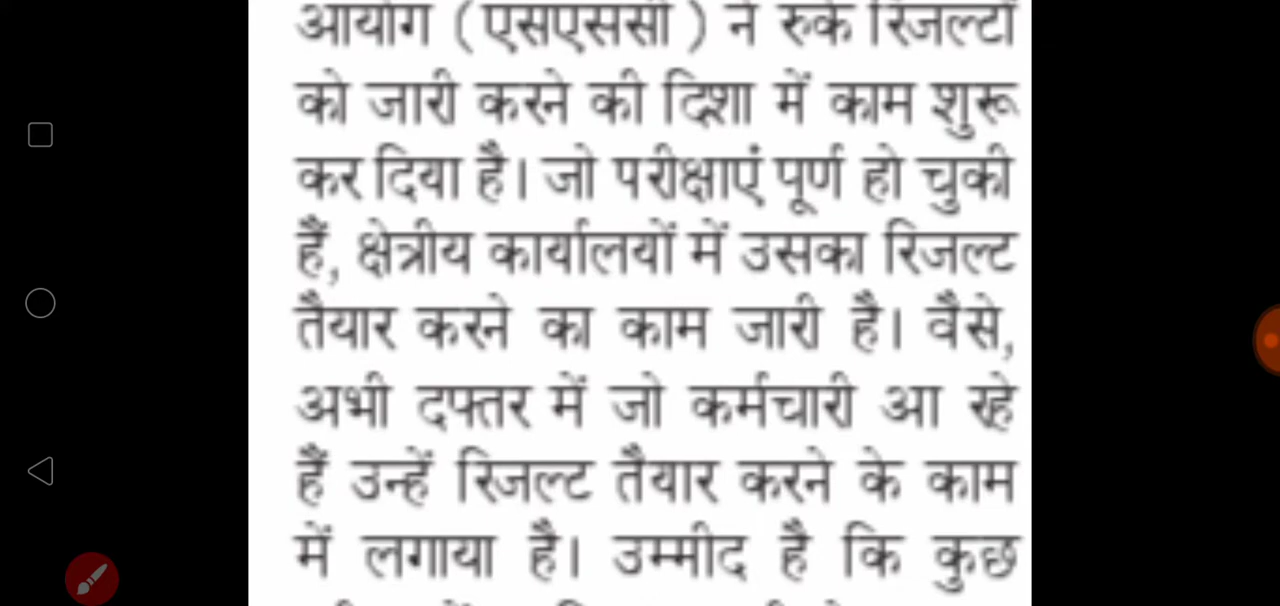 आयोग (एसएससी) ने रुके रिजल्टों
को जारी करने की दिशा में काम शुरू
कर दिया है। जो परीक्षाएं पूर्ण हो चुकी
हैं, क्षेत्रीय कार्यालयों में उसका रिजल्ट
तैयार करने का काम जारी है। वैसे,
अभी दफ्तर में जो कर्मचारी आ रहे
हैं उन्हें रिजल्ट तैयार करने के काम
में लगाया है। उम्मीद है कि कुछ